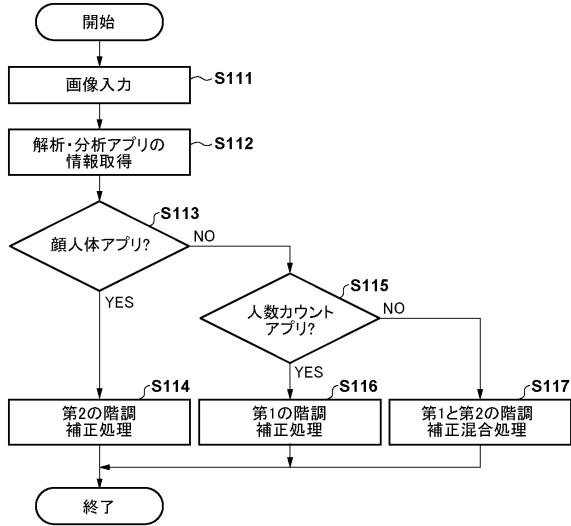 開始
画像入力
S111
解析・分析アプリの
情報取得
S112
S113
顔人体アプリ?
NO
YES
S115
人数カウント
アプリ?
NO
YES
S114
第2の階調
補正処理
S116
第1の階調
補正処理
S117
第1と第2の階調
補正混合処理
終了